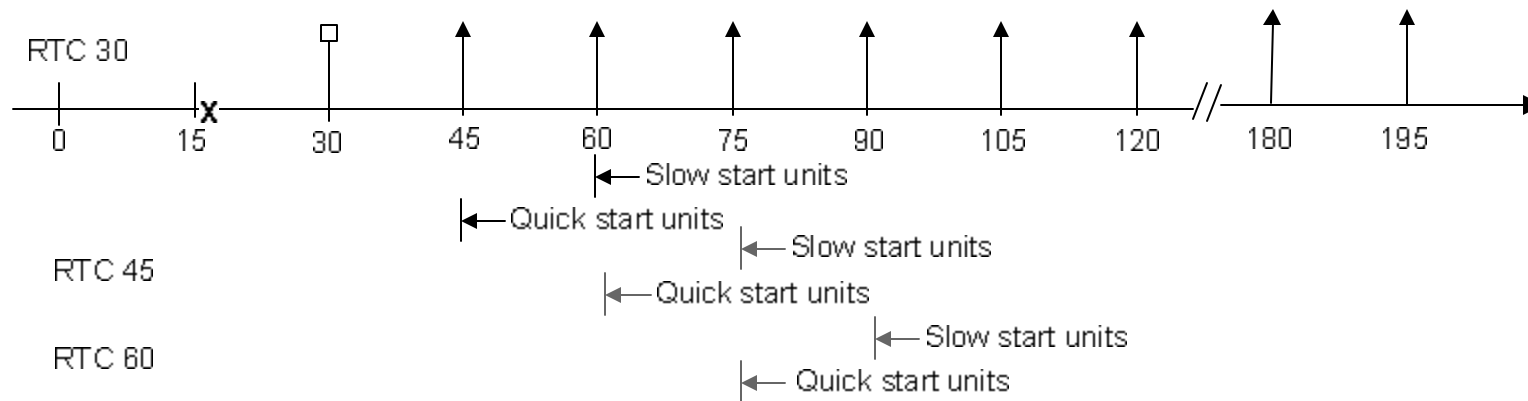 RTC 30
X
0 15 30 45 60 75 90 105 120 180 195
Slow start units
Quick start units
Slow start units
RTC 45
Quick start units
Slow start units
RTC 60
Quick start units